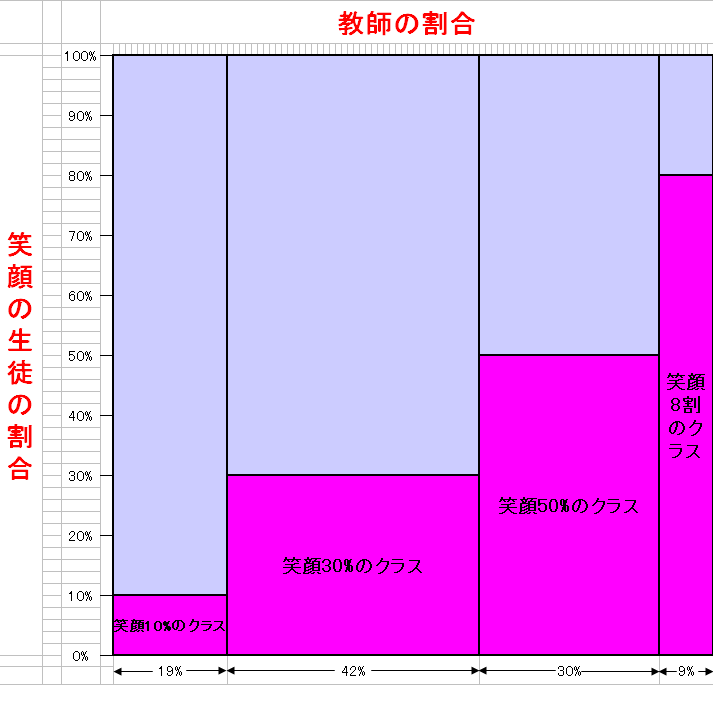 教師の割合
笑顔の生徒の割合
100%
90%
80%
70%
60%
50%
40%
30%
20%
10%
0%
笑顔10%のクラス
笑顔30%のクラス
笑顔50%のクラス
笑顔
8割
のク
ラス
19%
42%
30%
9%